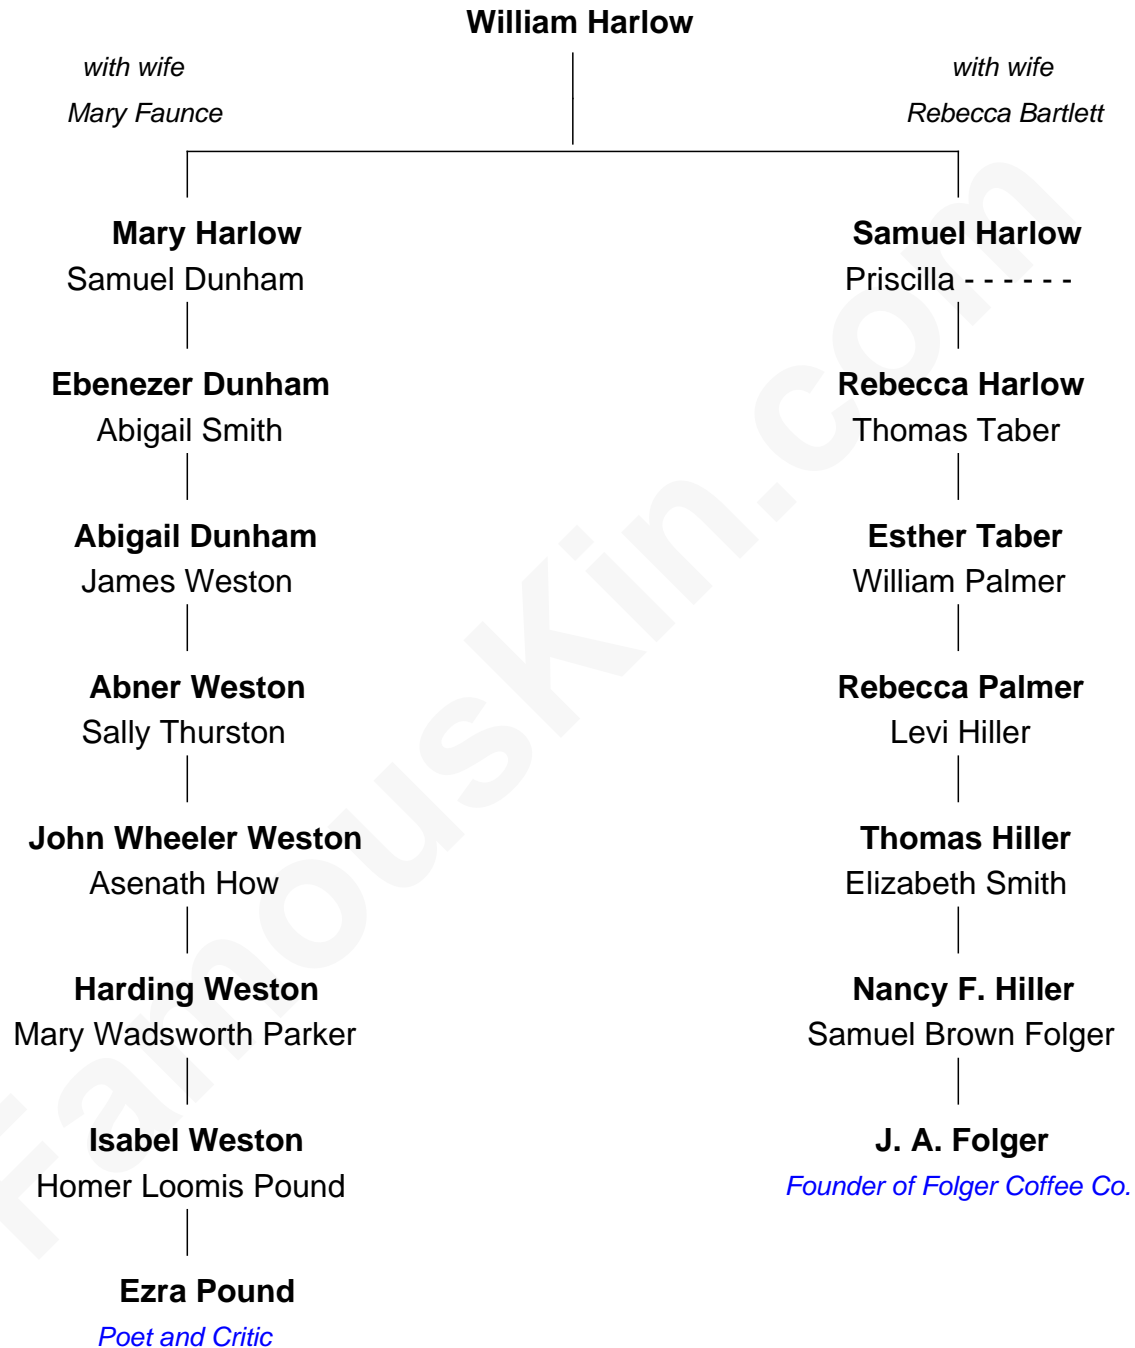 William Harlow
with wife
with wife
Mary Faunce
Rebecca Bartlett
Mary Harlow
Samuel Harlow
Samuel Dunham
Priscilla - - - - - -
Ebenezer Dunham
Rebecca Harlow
Abigail Smith
Thomas Taber
Abigail Dunham
Esther Taber
James Weston
William Palmer
Abner Weston
Rebecca Palmer
Sally Thurston
Levi Hiller
John Wheeler Weston
Thomas Hiller
Asenath How
Elizabeth Smith
Harding Weston
Nancy F. Hiller
Mary Wadsworth Parker
Samuel Brown Folger
Isabel Weston
J. A. Folger
Homer Loomis Pound
Founder of Folger Coffee Co.
Ezra Pound
Poet and Critic
FamousKin.com